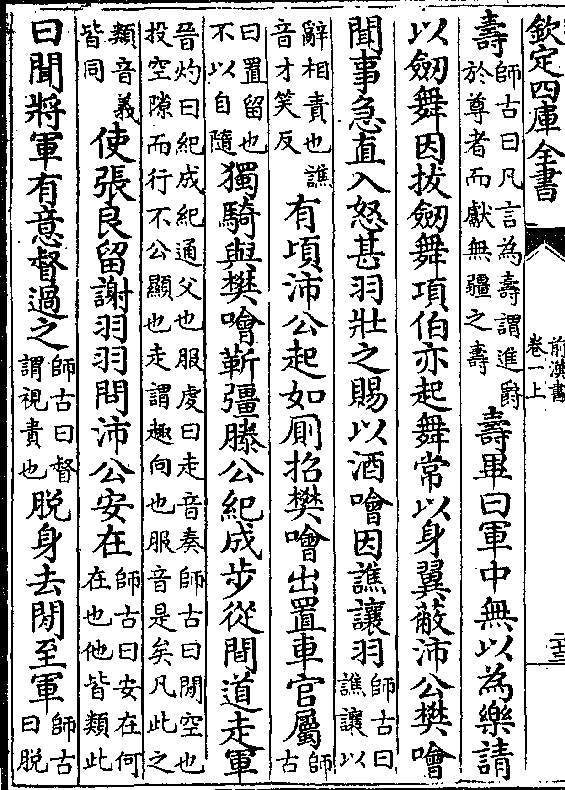 欽定四庫全書
前漢書
卷一上
二十三
壽師古曰凡言為壽謂進爵於尊者而獻無疆之壽壽畢曰軍中無以為樂請
以劒舞因拔劒舞項伯亦起舞常以身翼蔽沛公樊噲
聞事急直入怒甚羽壯之賜以酒噲因譙讓羽師古曰譙讓以
辭相責也譙音才笑反有頃沛公起如厠招樊噲出置車官屬師古
曰置留也不以自隨獨騎與樊噲靳彊滕公紀成步從間道走軍
晉灼曰紀成紀通父也服虔曰走音奏師古曰閒空也投空隙而行不公顯也走謂趣向也服音是矣凡此之
類音義皆同使張良留謝羽羽問沛公安在師古曰安在何在也他皆類此
曰聞將軍有意督過之師古曰督謂視責也脫身去閒至軍師古曰脫